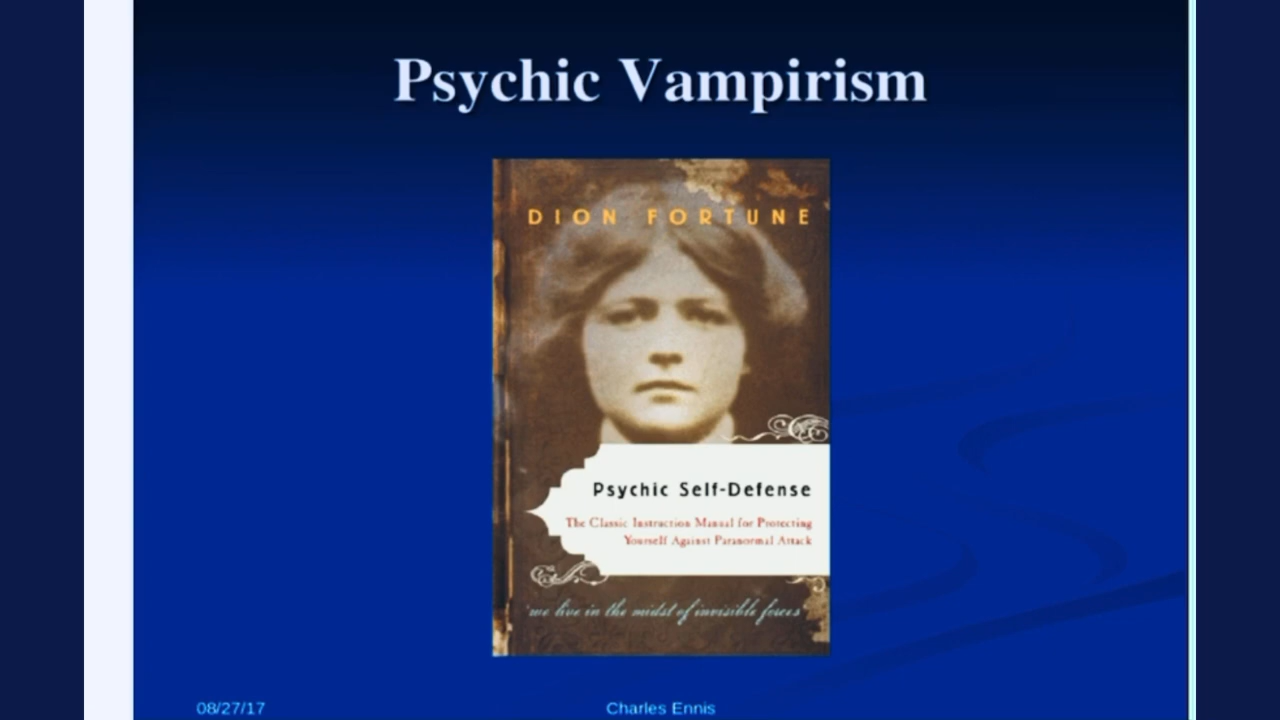 Psychic Vampirism
DION FORTUNE
Psychic Self-Defense
The Classic Instruction Manual for Protecting
Yourself Against Paranormal Attack
'we live in the midst of invisible forces'
08/27/17
Charles Ennis